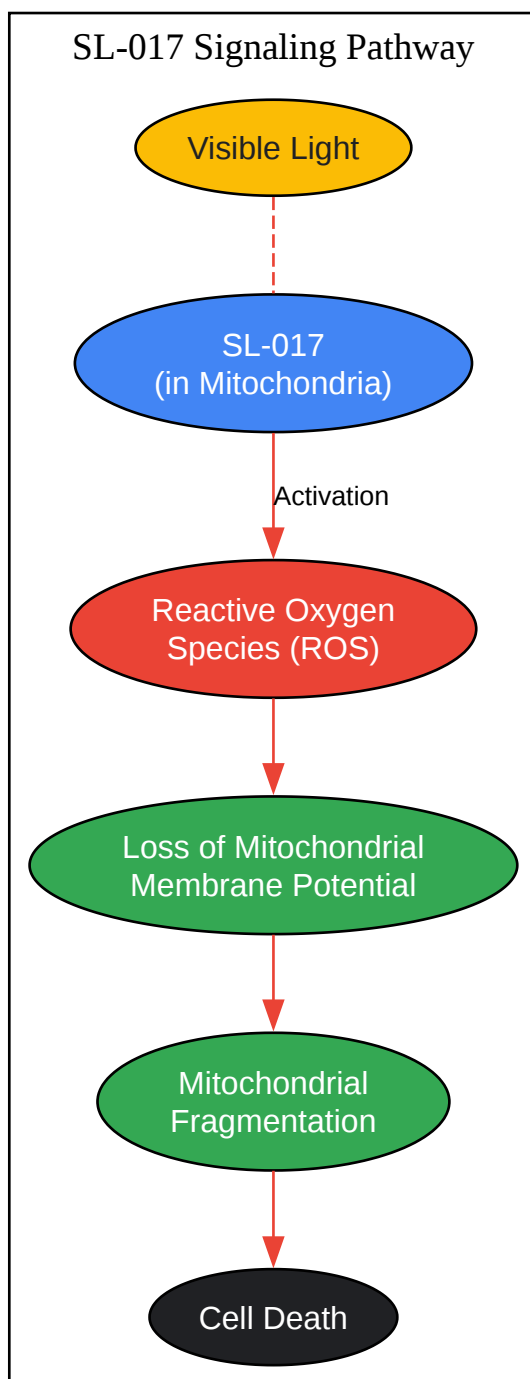 SL-017 Signaling Pathway
Visible Light
SL-017
(in Mitochondria)
Activation
Reactive Oxygen
Species (ROS)
Loss of Mitochondrial
Membrane Potential
Mitochondrial
Fragmentation
Cell Death